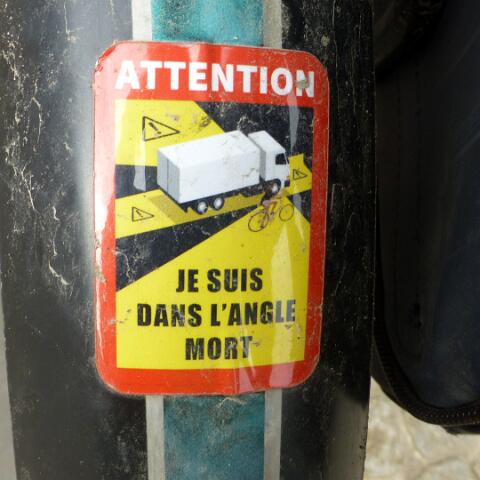 ATTENTION
JE SUIS
DANS L'ANGLE
MORT